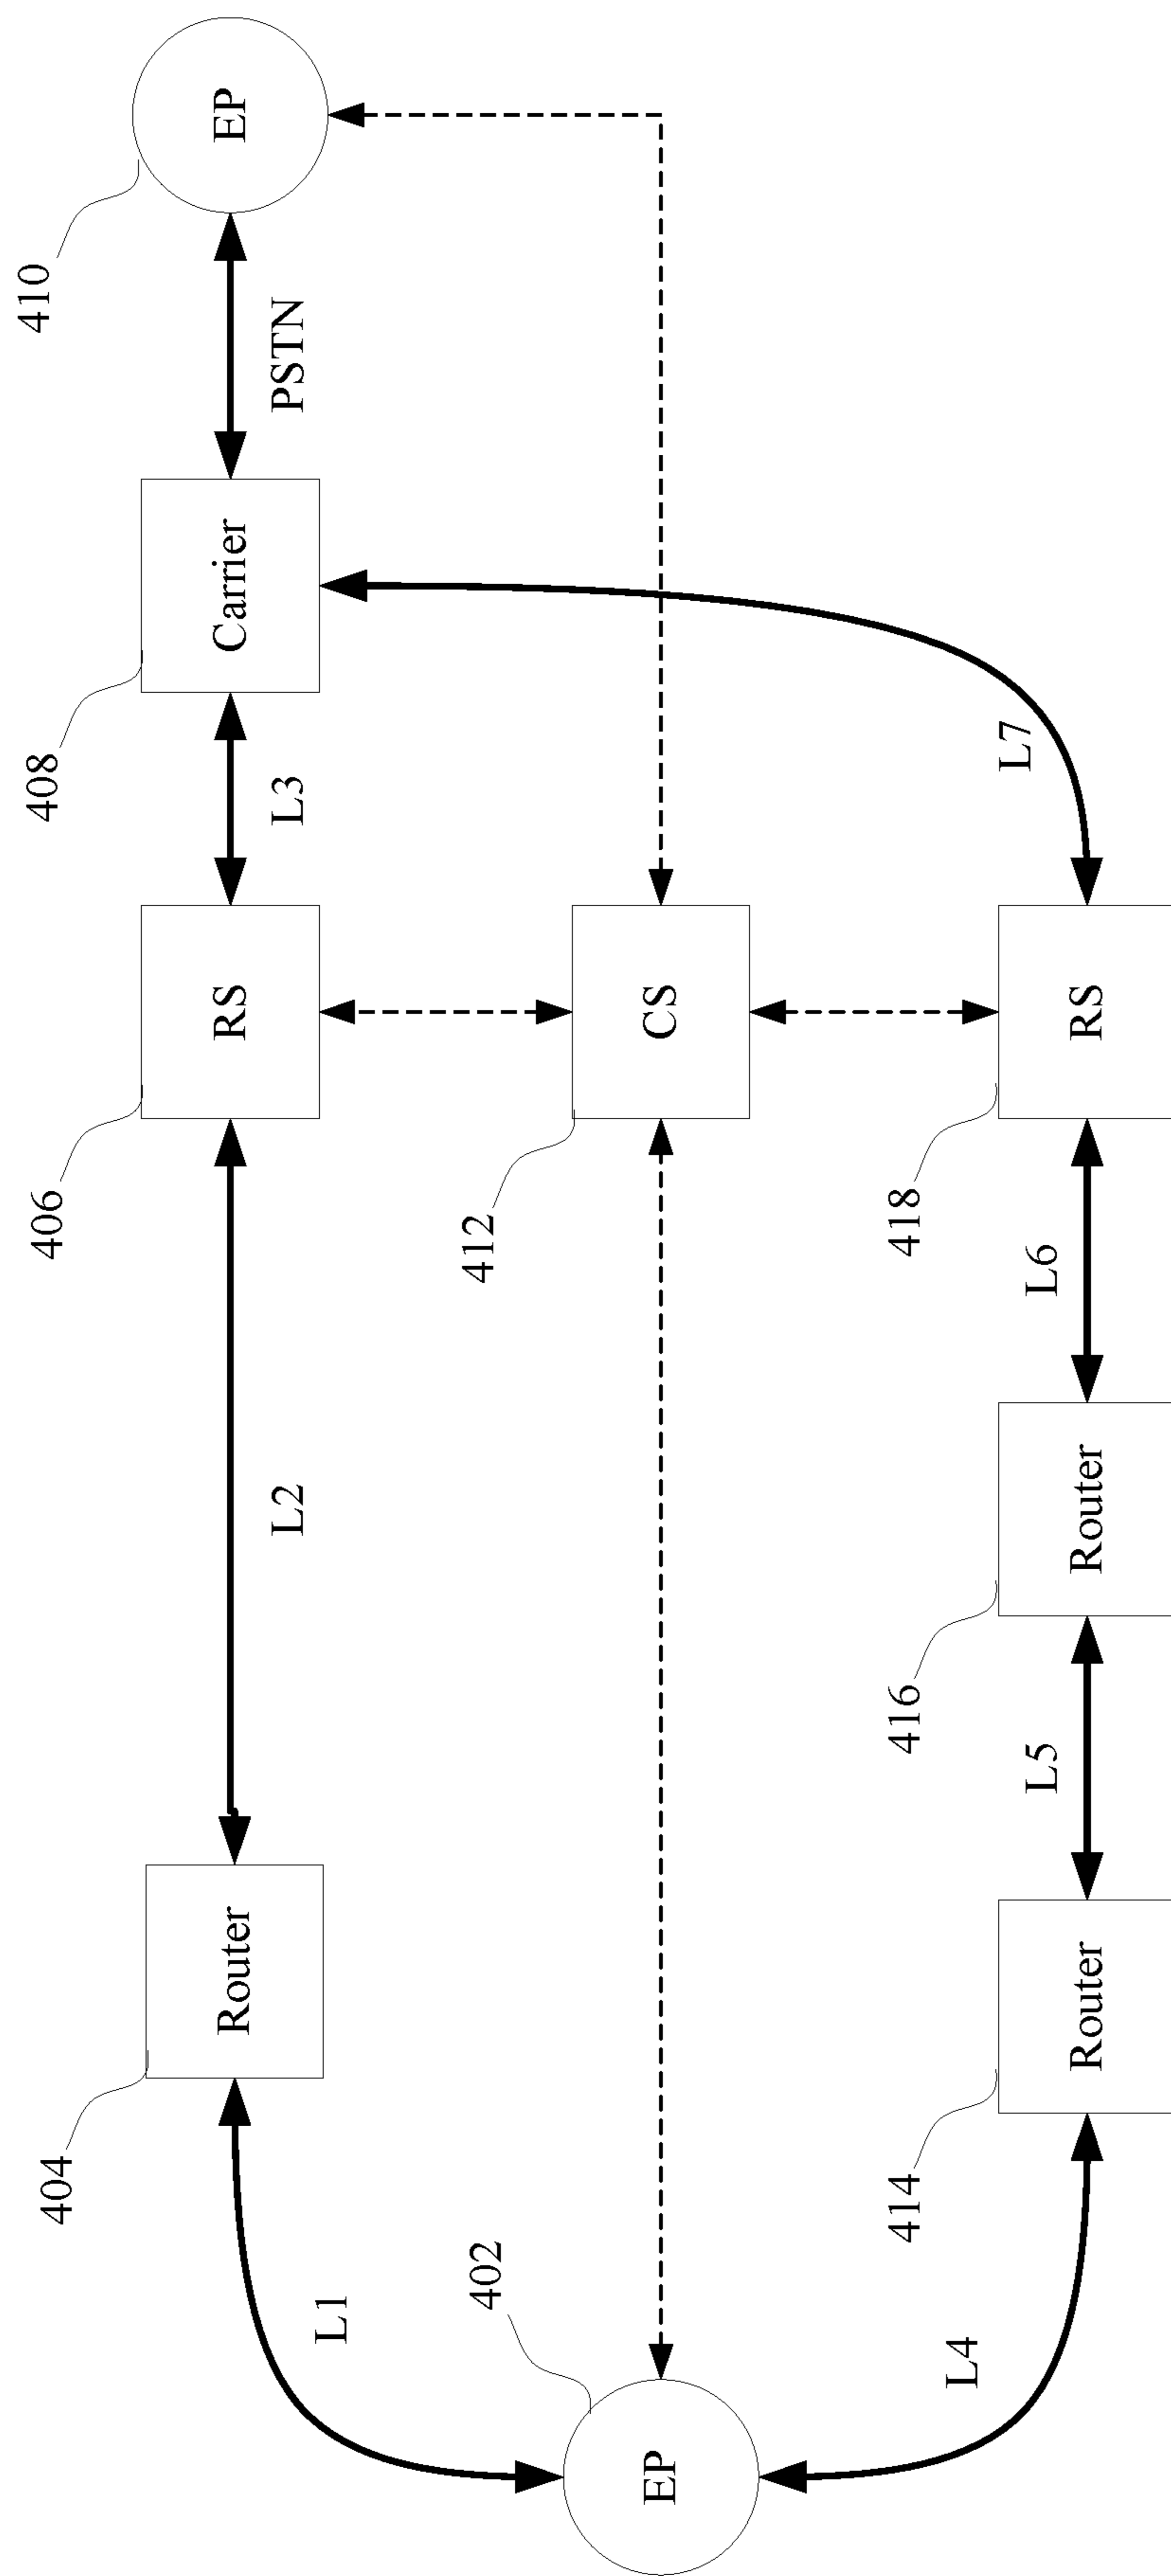 410
EP
PSTN
408
Carrier
L3
406
RS
L2
404
Router
L1
412
CS
402
EP
L7
418
RS
L6
416
Router
L5
414
Router
L4